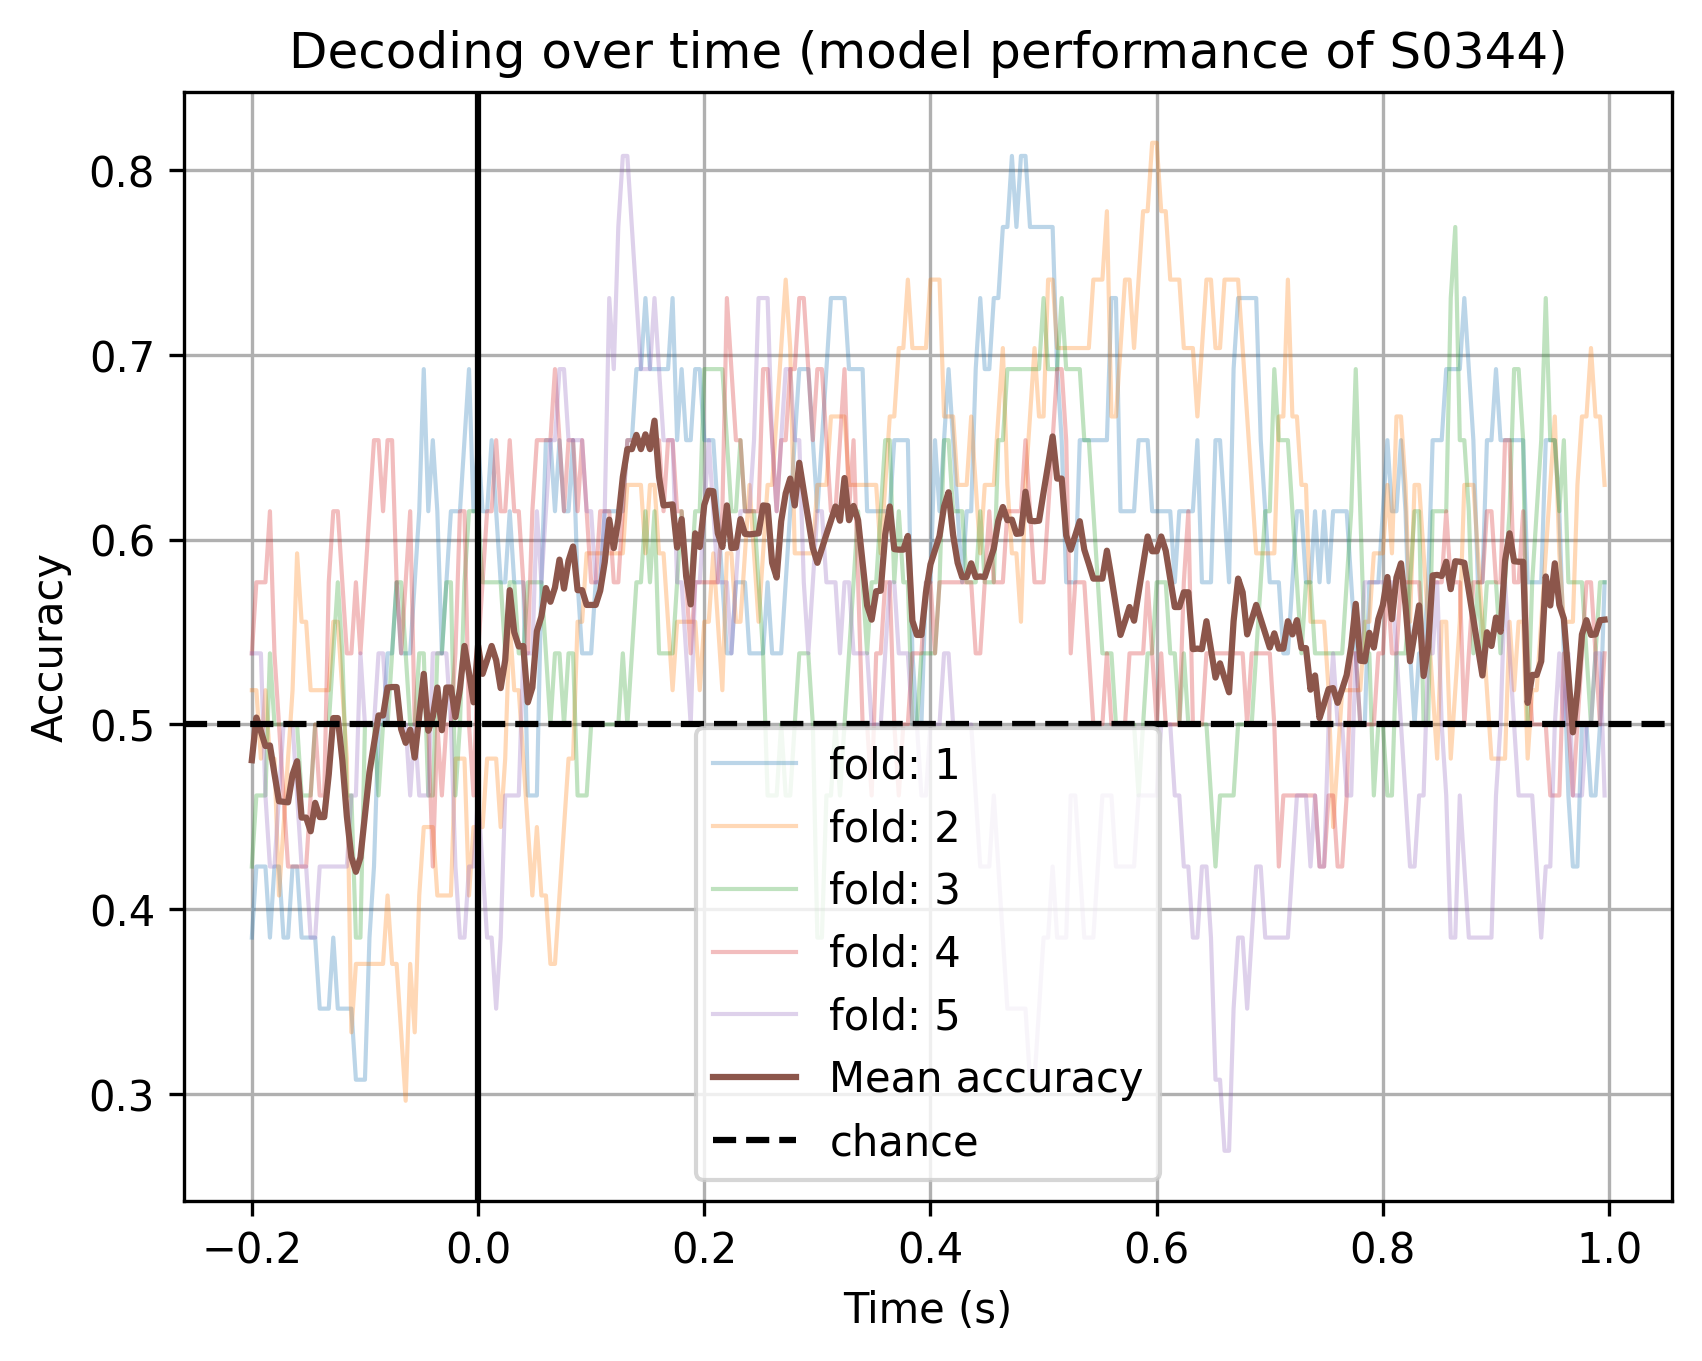 Decoding over time (model performance of S0344)
Accuracy
0.8
0.7
0.6
0.5
0.4
0.3
fold: 1
fold: 2
fold: 3
fold: 4
fold: 5
Mean accuracy
chance
−0.2
0.0
0.2
0.4
0.6
0.8
1.0
Time (s)